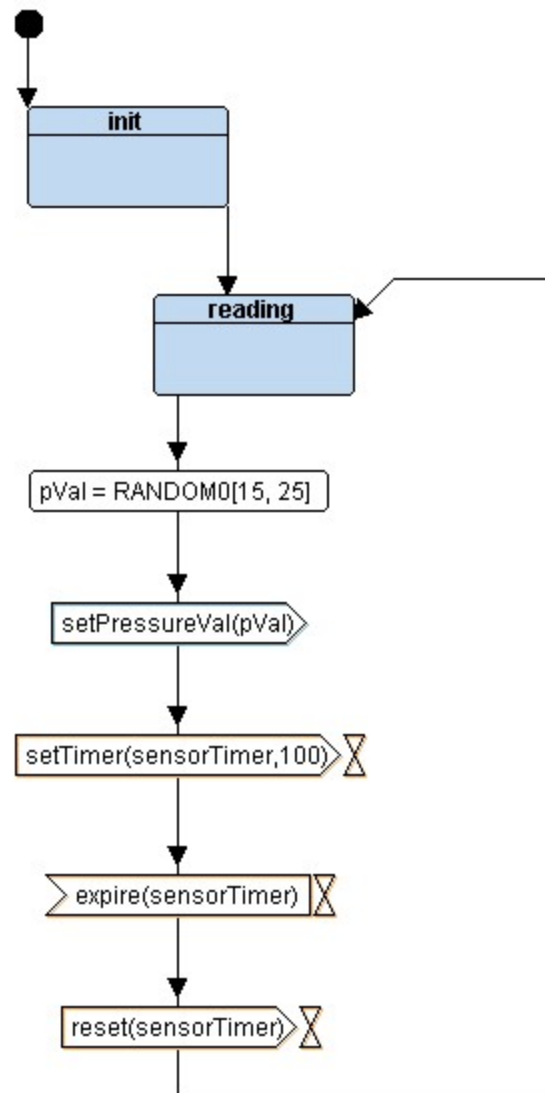 init
reading
pVal = RANDOM0[15, 25]
setPressureVal(pVal)
setTimer(sensorTimer,100)
expire(sensorTimer)
reset(sensorTimer)